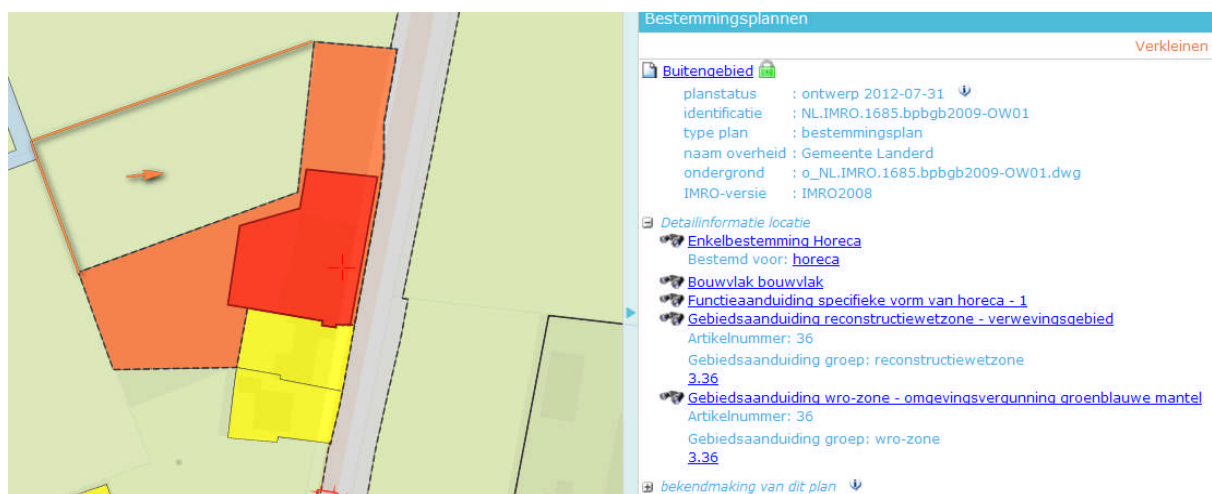 Bestemmingsplannen
Verkleinen
Buitengebied
planstatus : ontwerp 2012-07-31
identificatie : NL.IMRO.1685.bpbgb2009-OW01
type plan : bestemmingsplan
naam overheid : Gemeente Landerd
ondergrond : o_NL.IMRO.1685.bpbgb2009-OW01.dwg
IMRO-versie : IMRO2008
Detailinformatie locatie
Enkelbestemming Horeca
Bestemd voor: horeca
Bouwvlak bouwvlak
Functieaanduiding specifieke vorm van horeca - 1
Gebiedsaanduiding reconstructiewetzone - verwevingsgebied
Artikelnummer: 36
Gebiedsaanduiding groep: reconstructiewetzone
3.36
Gebiedsaanduiding wro-zone - omgevingsvergunning groenblauwe mantel
Artikelnummer: 36
Gebiedsaanduiding groep: wro-zone
3.36
bekendmaking van dit plan